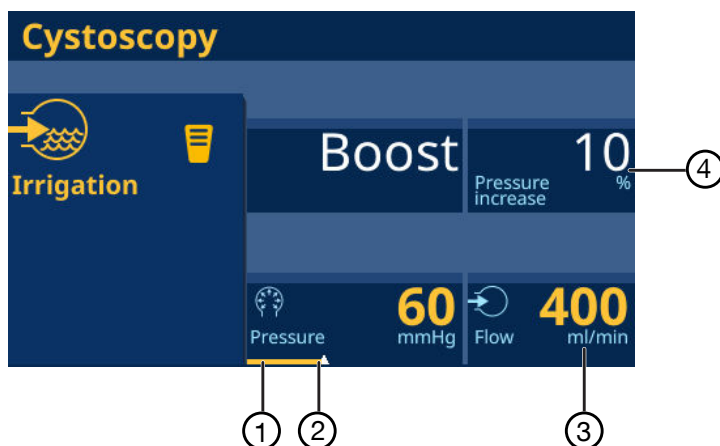 Cystoscopy
Irrigation
Boost
10
Pressure
increase
%
4
60
400
Pressure
mmHg
Flow
ml/min
1
2
3